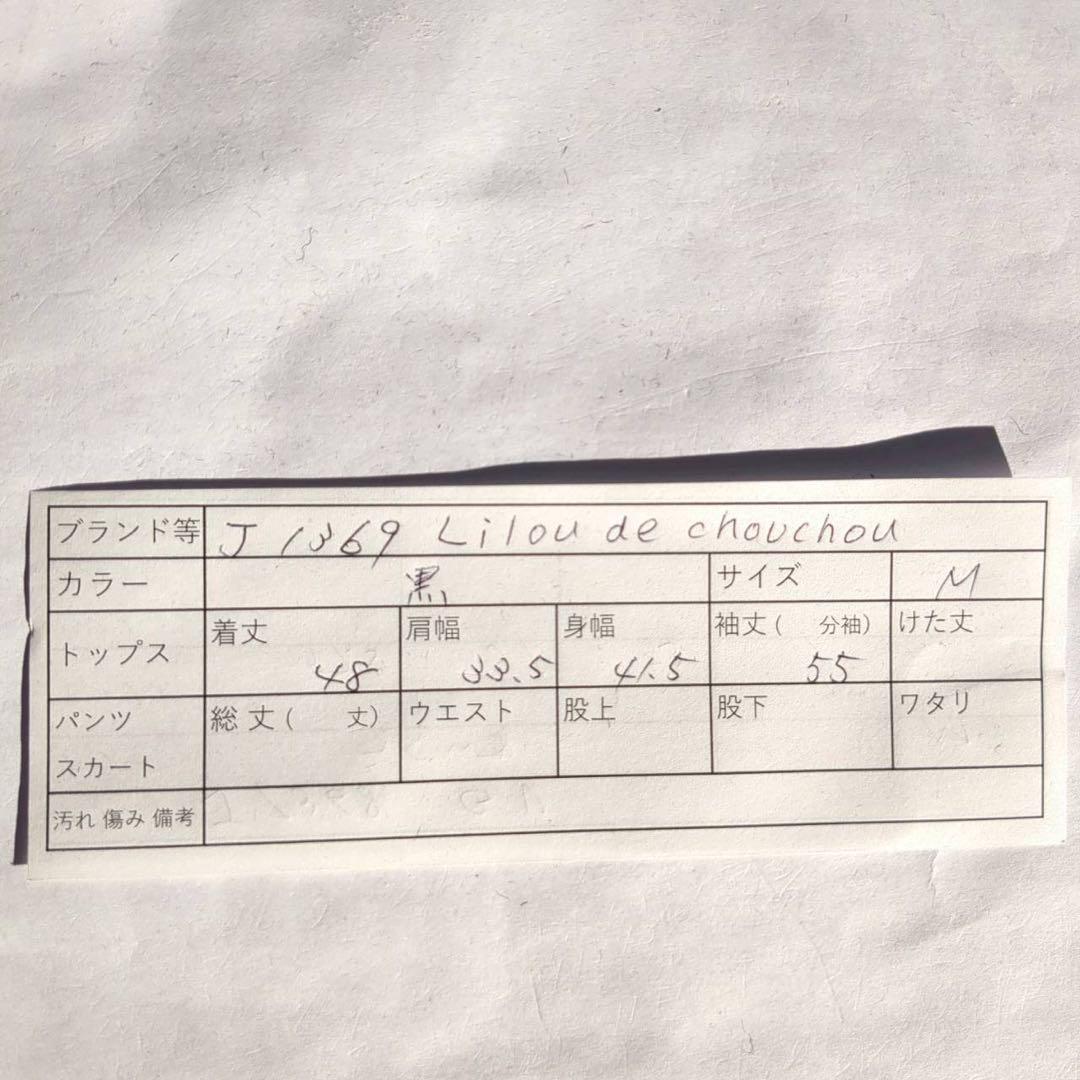 ブランド等 J 1369 Lilou de chouchou
カラー 黒 サイズ M
トップス 着丈 48 肩幅 33.5 身幅 41.5 袖丈( 分袖) 55 けた丈
パンツ スカート 総丈( 丈) ウエスト 股上 股下 ワタリ
汚れ 傷み 備考